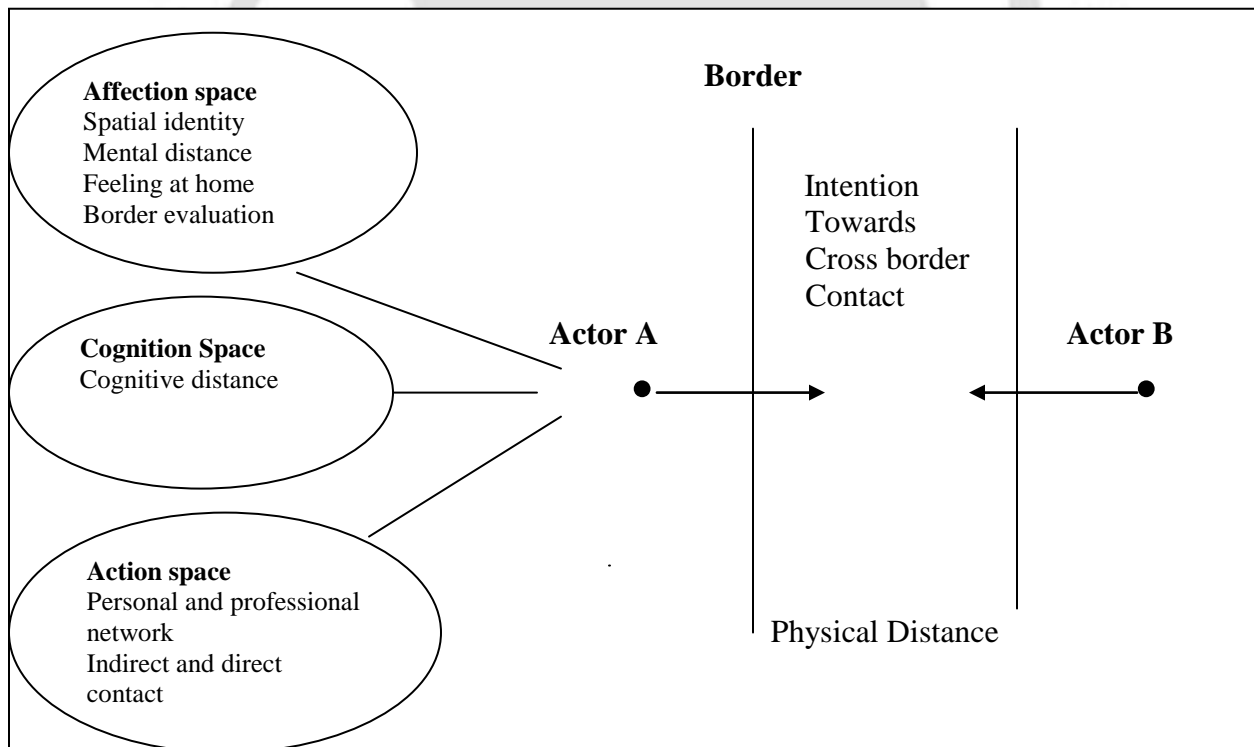 Affection space
Spatial identity
Mental distance
Feeling at home
Border evaluation
Cognition Space
Cognitive distance
Action space
Personal and professional
network
Indirect and direct
contact
Border
Intention
Towards
Cross border
Contact
Actor A
Actor B
Physical Distance